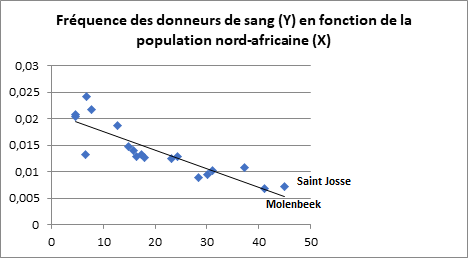 Fréquence des donneurs de sang (Y) en fonction de la
population nord-africaine (X)
0,03
0,025
0,02
0,015
0,01
0,005
0
Saint Josse
Molenbeek
0 10 20 30 40 50